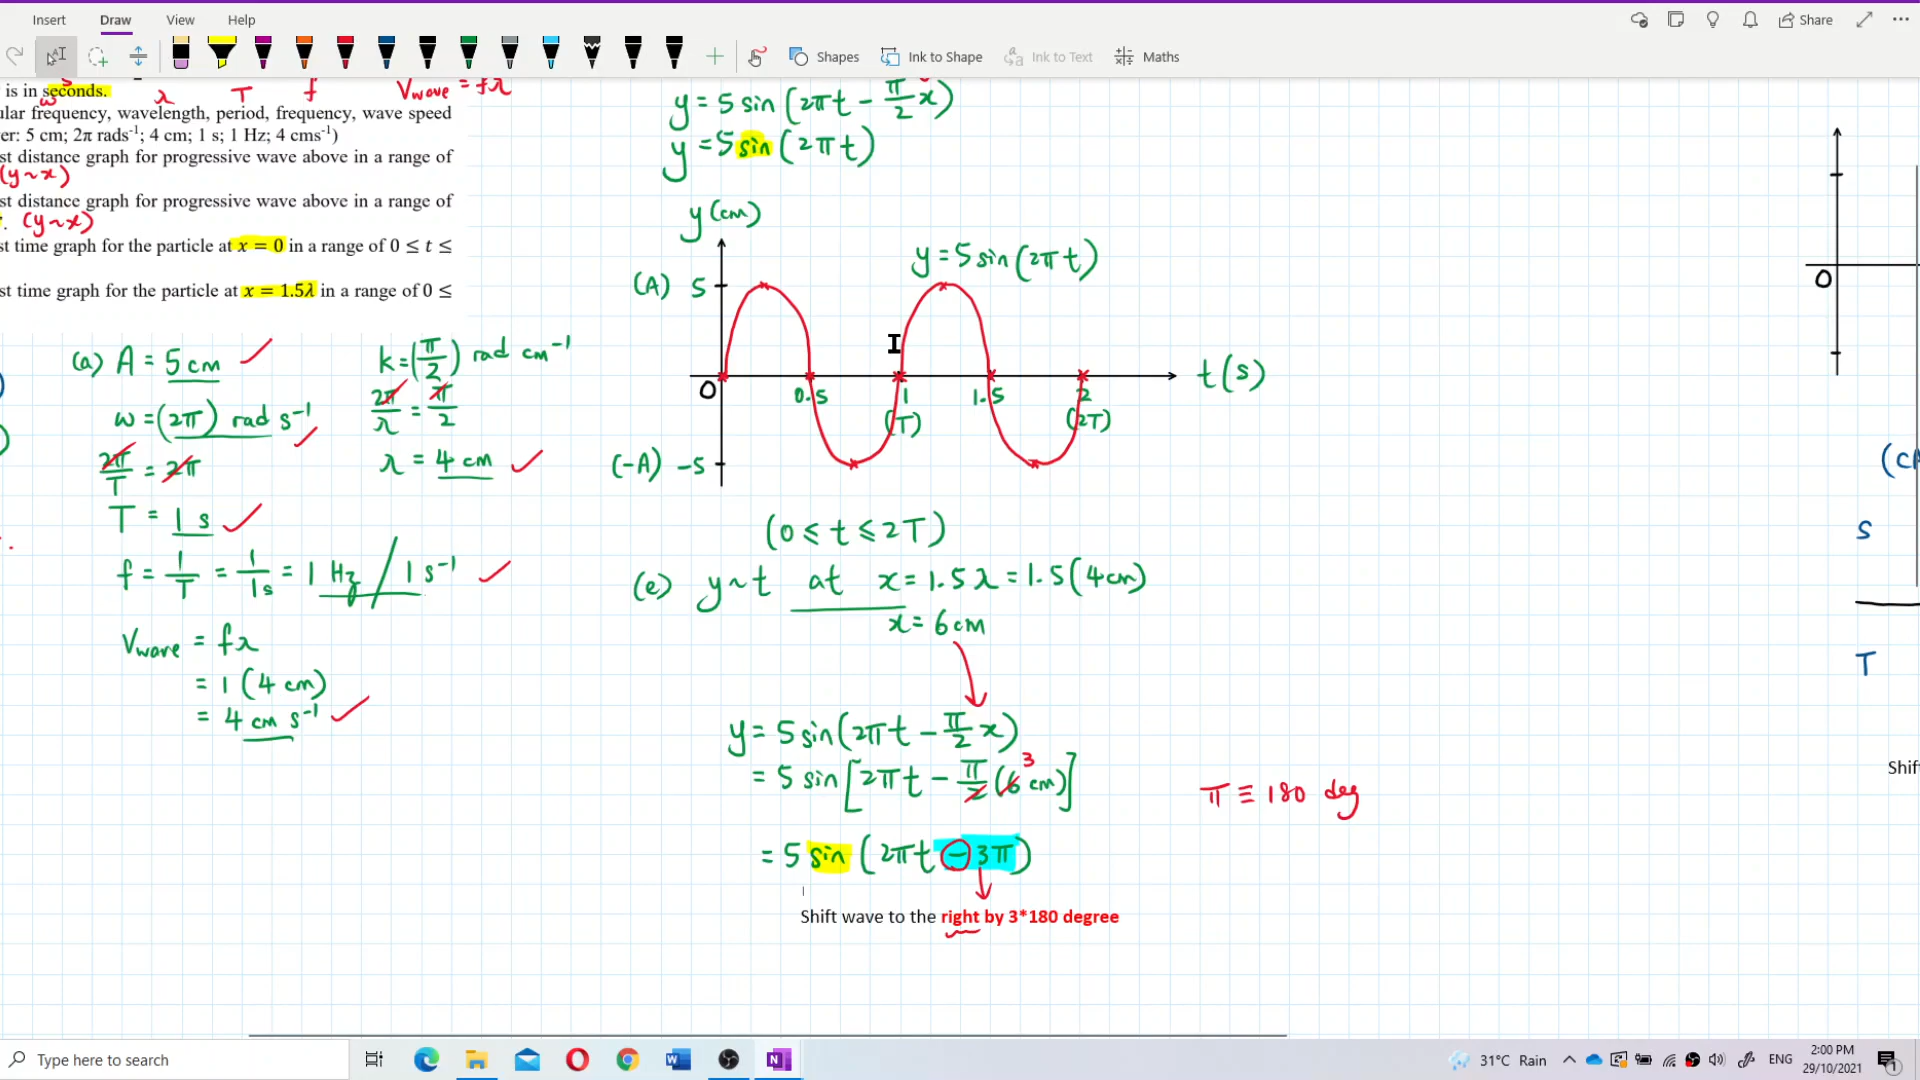 Insert Draw View Help
Share
Shapes Ink to Shape Ink to Text Maths
is in seconds.
ω λ T f Vwave = fλ
ular frequency, wavelength, period, frequency, wave speed
er: 5 cm; 2π rads⁻¹; 4 cm; 1 s; 1 Hz; 4 cms⁻¹)
st distance graph for progressive wave above in a range of
(y~x)
st distance graph for progressive wave above in a range of
. (y~x)
st time graph for the particle at x = 0 in a range of 0 ≤ t ≤
st time graph for the particle at x = 1.5λ in a range of 0 ≤
(a) A = 5 cm
ω = (2π) rad s⁻¹
2π/T = 2π
T = 1 s
f = 1/T = 1/1s = 1 Hz / 1 s⁻¹
Vwave = fλ
= 1 (4 cm)
= 4 cm s⁻¹
k = (π/2) rad cm⁻¹
2π/λ = π/2
λ = 4 cm
y = 5 sin (2πt − π/2 x)
y = 5 sin (2πt)
y (cm)
y = 5 sin (2πt)
(A) 5
t (s)
0 0.5 1 1.5 2
(T) (2T)
(-A) -5
(0 ≤ t ≤ 2T)
(e) y~t at x = 1.5λ = 1.5 (4cm)
x = 6 cm
y = 5 sin (2πt − π/2 x)
3
= 5 sin [2πt − π/2 (6 cm)]
π ≡ 180 deg
= 5 sin (2πt − 3π)
Shift wave to the right by 3*180 degree
0
S
T
Shif
Type here to search
31°C Rain
ENG
2:00 PM
29/10/2021
1